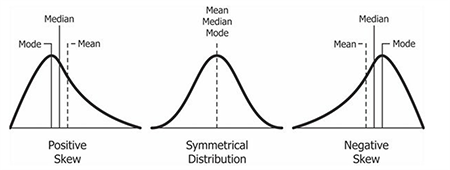 Median
Mode
Mean
Positive
Skew
Mean
Median
Mode
Symmetrical
Distribution
Median
Mean
Mode
Negative
Skew